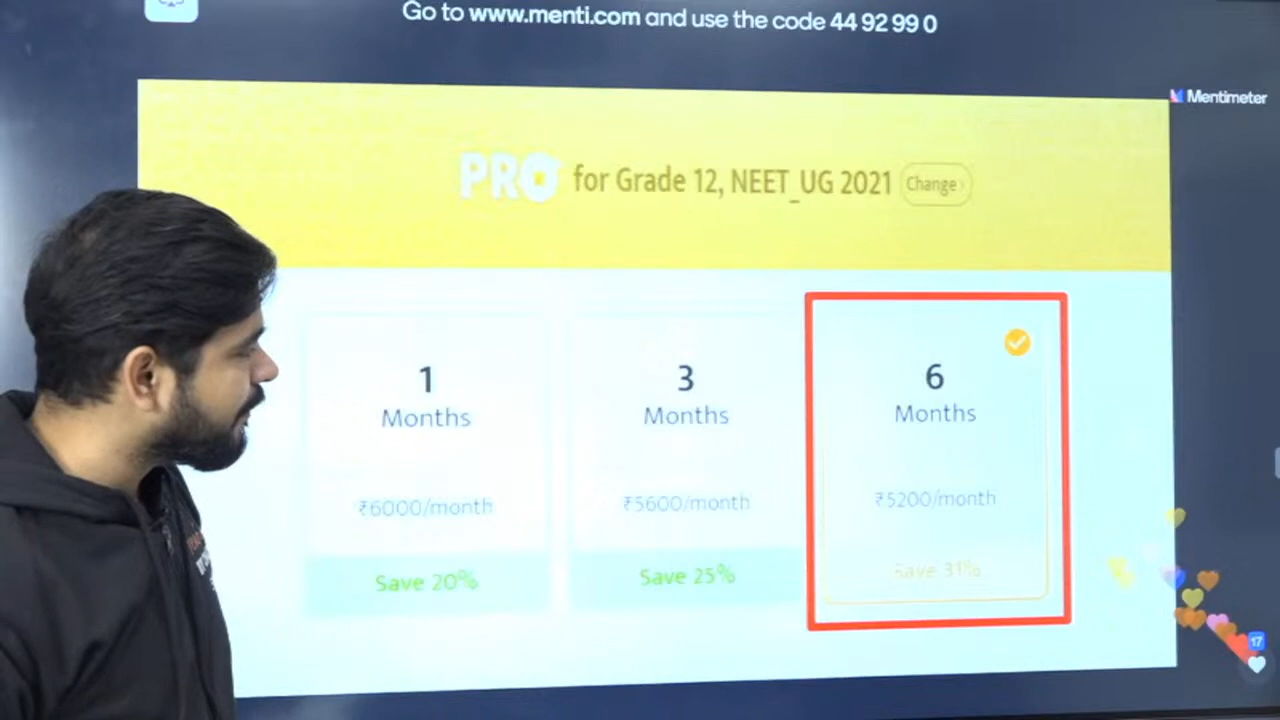 Go to www.menti.com and use the code 44 92 99 0
Mentimeter
PRO for Grade 12, NEET_UG 2021 Change
1
Months
₹6000/month
Save 20%
3
Months
₹5600/month
Save 25%
6
Months
₹5200/month
Save 31%
17